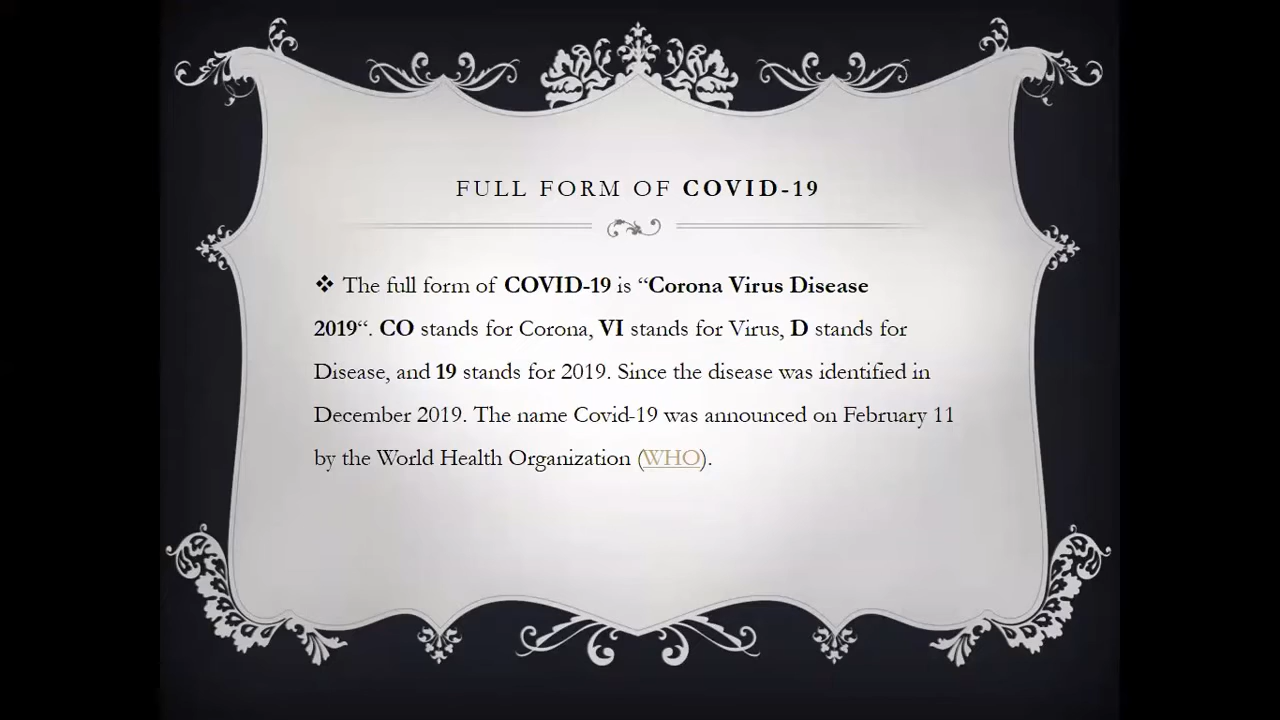 FULL FORM OF COVID-19
❖ The full form of COVID-19 is “Corona Virus Disease
2019“. CO stands for Corona, VI stands for Virus, D stands for
Disease, and 19 stands for 2019. Since the disease was identified in
December 2019. The name Covid-19 was announced on February 11
by the World Health Organization (WHO).